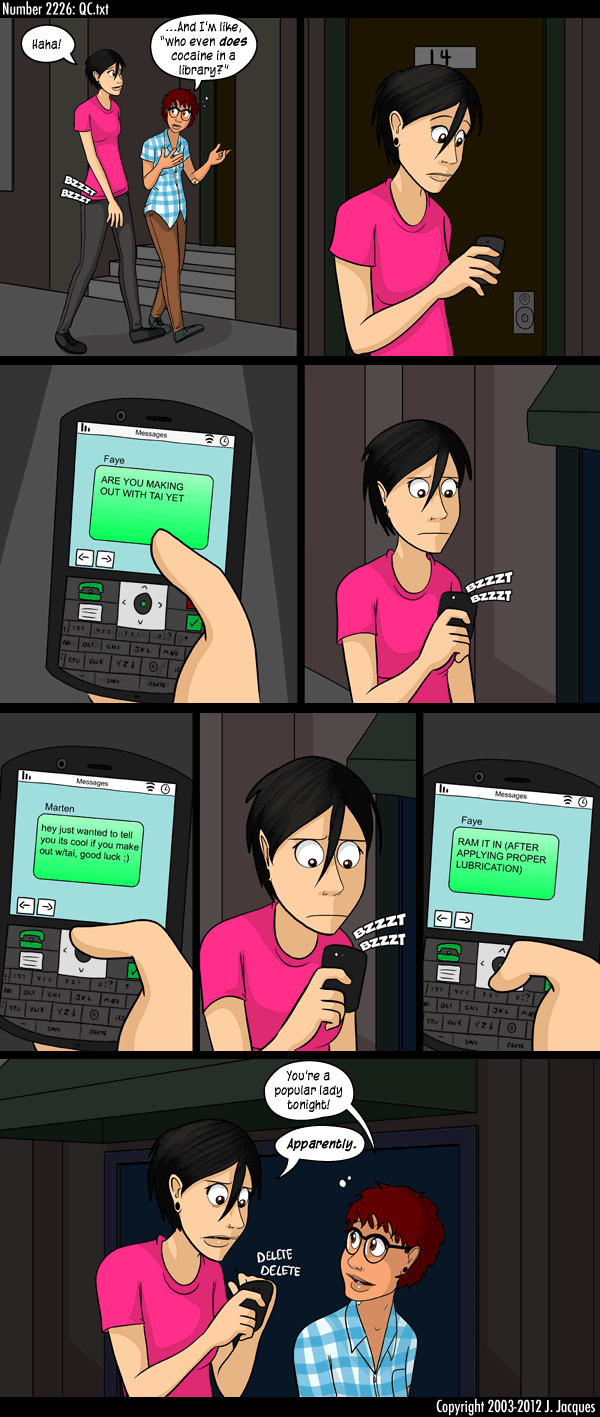 Number 2226: QC.txt
Haha!
...And I'm like,
"who even does
cocaine in a
library?"
BZZZT
BZZZT
14
Messages
Faye
ARE YOU MAKING
OUT WITH TAI YET
BZZZT
BZZZT
Messages
Marten
hey just wanted to tell
you its cool if you make
out w/tai, good luck ;)
BZZZT
BZZZT
Messages
Faye
RAM IT IN (AFTER
APPLYING PROPER
LUBRICATION)
You're a
popular lady
tonight!
Apparently.
DELETE
DELETE
Copyright 2003-2012 J. Jacques